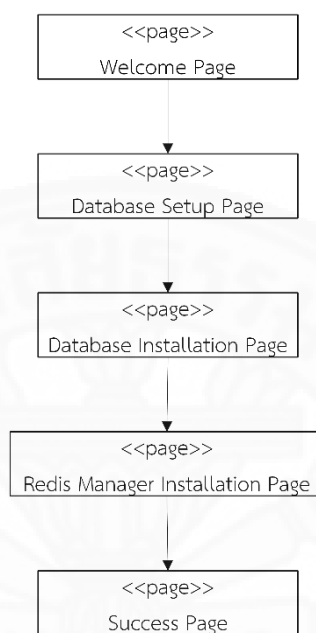 <<page>>
Welcome Page
<<page>>
Database Setup Page
<<page>>
Database Installation Page
<<page>>
Redis Manager Installation Page
<<page>>
Success Page